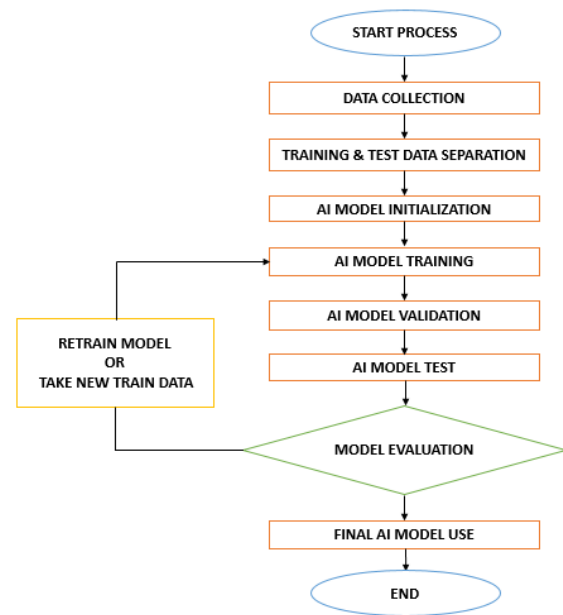 START PROCESS
DATA COLLECTION
TRAINING & TEST DATA SEPARATION
AI MODEL INITIALIZATION
AI MODEL TRAINING
AI MODEL VALIDATION
RETRAIN MODEL
OR
TAKE NEW TRAIN DATA
AI MODEL TEST
MODEL EVALUATION
FINAL AI MODEL USE
END